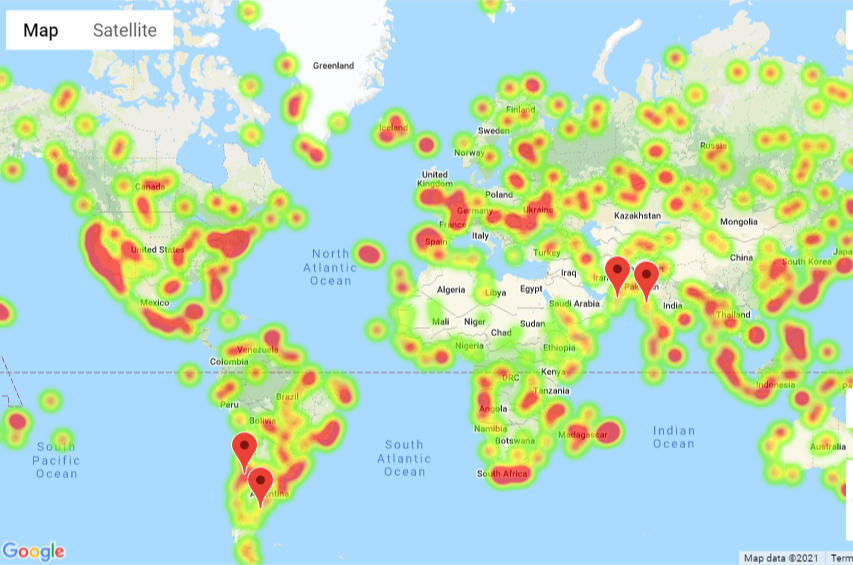 Map Satellite
Greenland
Iceland
Finland
Sweden
Norway
Russia
United
Kingdom
Poland
Canada
Germany
Ukraine
Kazakhstan
Mongolia
France
Spain
Italy
Turkey
United States
North
Atlantic
Ocean
China
South Korea
Japa
Iraq
Iran
Algeria
Libya
Egypt
Pakistan
Mexico
Saudi Arabia
India
Mali
Niger
Chad
Sudan
Thailand
Nigeria
Ethiopia
Venezuela
Colombia
Kenya
DRC
Indonesia
Pa
Peru
Brazil
Tanzania
Angola
Bolivia
Namibia
Madagascar
Botswana
Indian
Ocean
Australia
South
Pacific
Ocean
South
Atlantic
Ocean
South Africa
Argentina
Google
Map data ©2021
Term